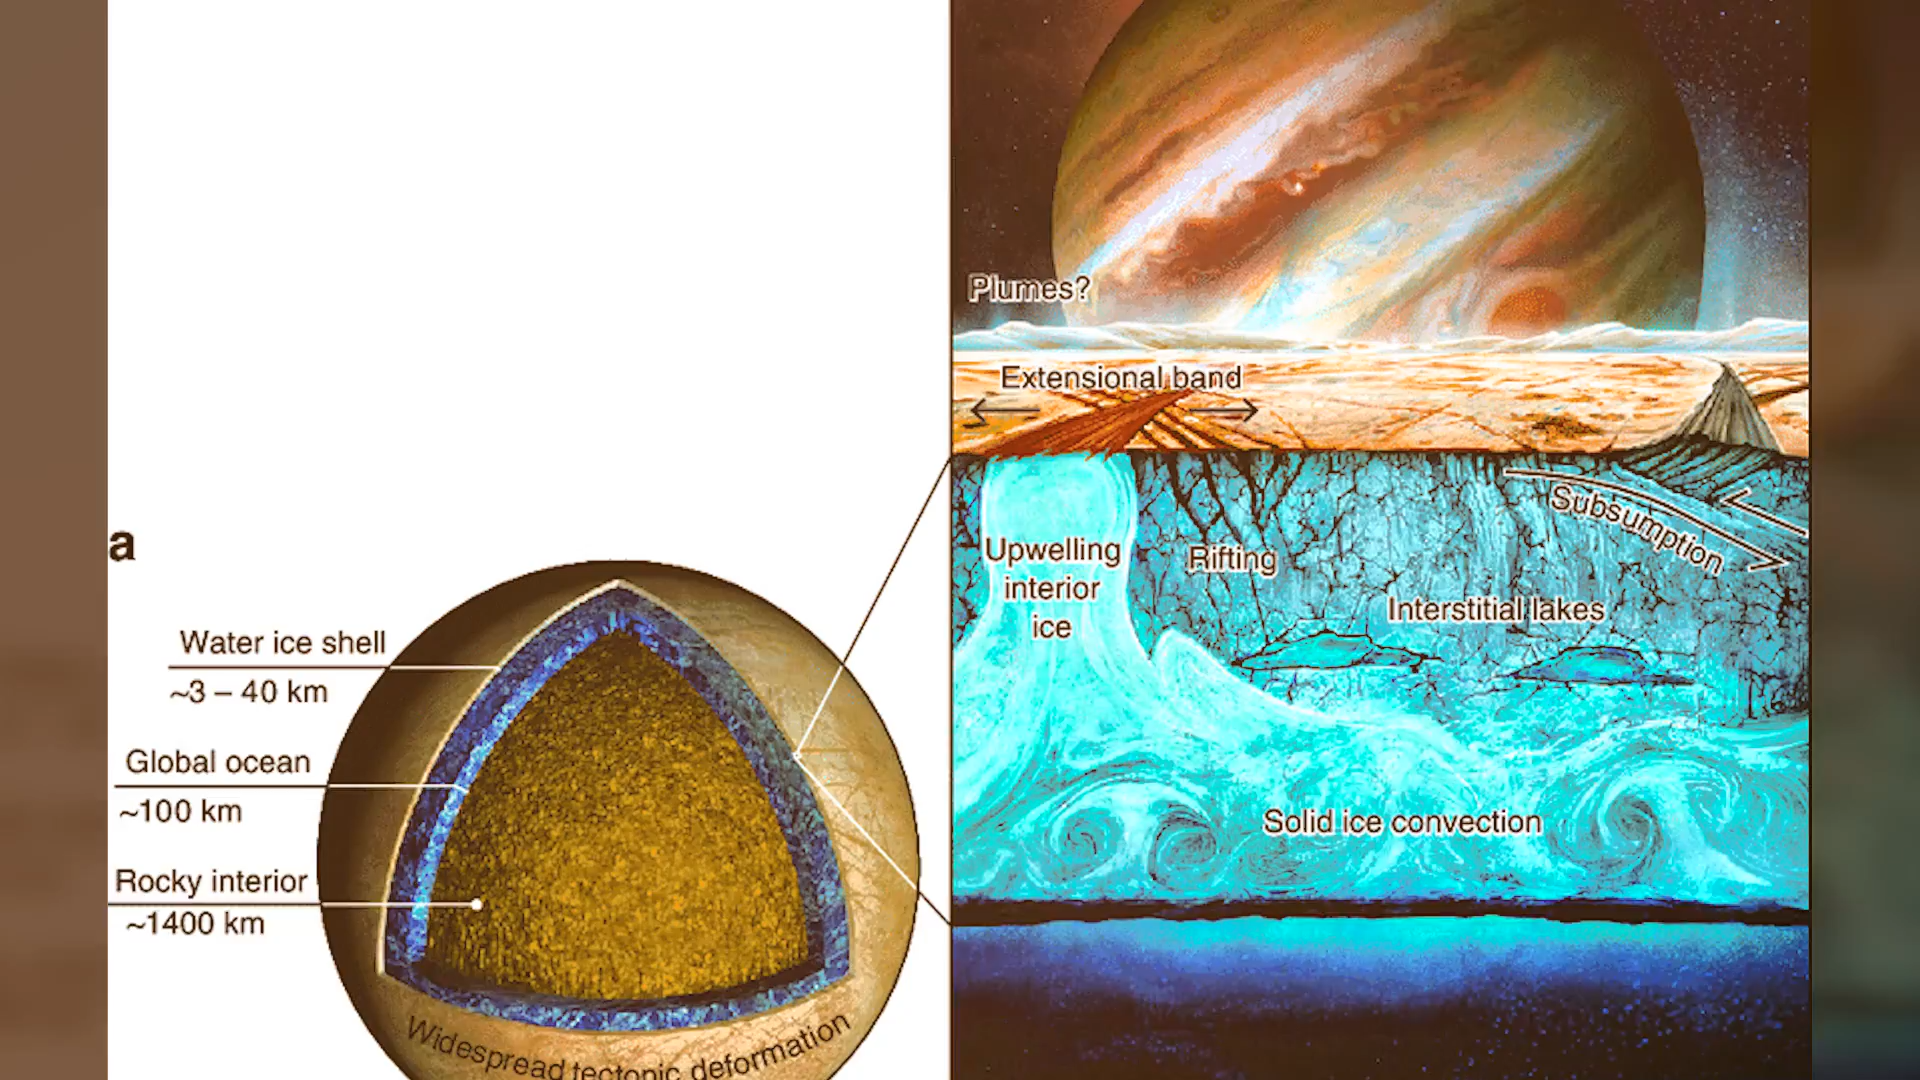 a
Water ice shell
~3 – 40 km
Global ocean
~100 km
Rocky interior
~1400 km
Widespread tectonic deformation
Plumes?
Extensional band
Upwelling
interior
ice
Rifting
Subsumption
Interstitial lakes
Solid ice convection